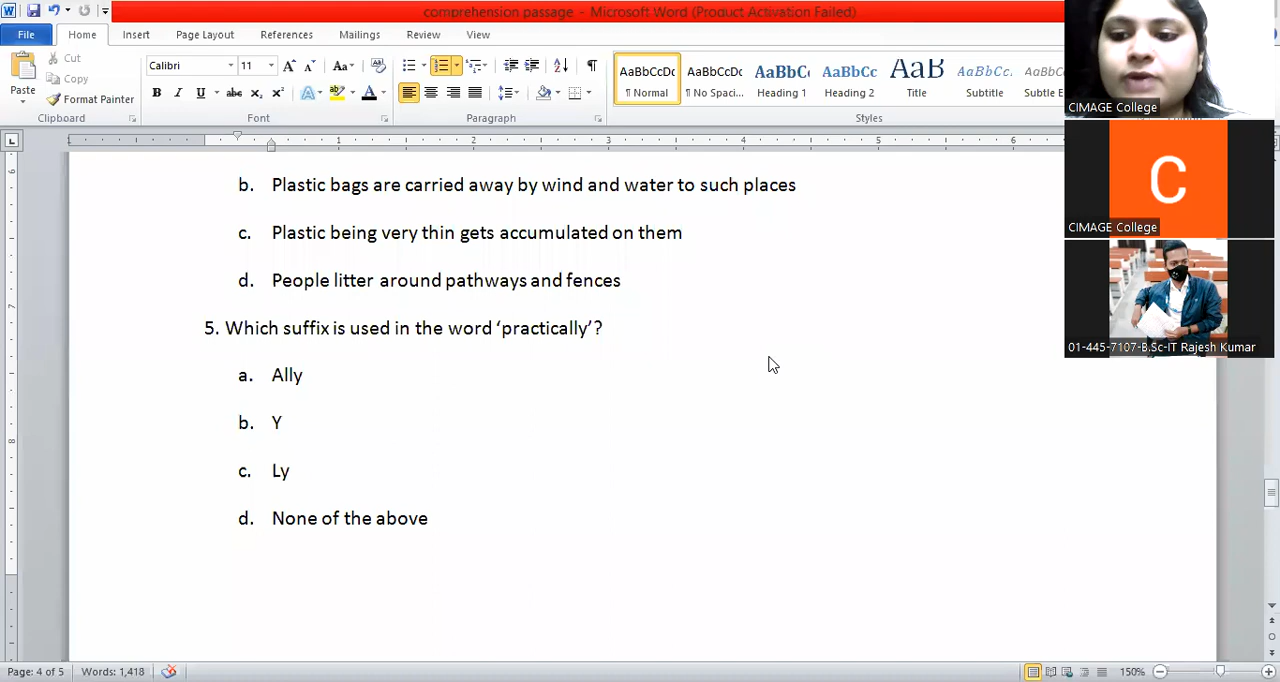 comprehension passage - Microsoft Word (Product Activation Failed)
File Home Insert Page Layout References Mailings Review View
Paste
Cut
Copy
Format Painter
Clipboard
Calibri 11
Font
Paragraph
AaBbCcDc AaBbCcDc AaBbC AaBbCc AaB AaBbCc. AaBbCc
¶ Normal ¶ No Spaci... Heading 1 Heading 2 Title Subtitle Subtle E
Styles
b. Plastic bags are carried away by wind and water to such places
c. Plastic being very thin gets accumulated on them
d. People litter around pathways and fences
5. Which suffix is used in the word ‘practically’?
a. Ally
b. Y
c. Ly
d. None of the above
CIMAGE College
C
CIMAGE College
01-445-7107-B.Sc-IT Rajesh Kumar
Page: 4 of 5 Words: 1,418 150%